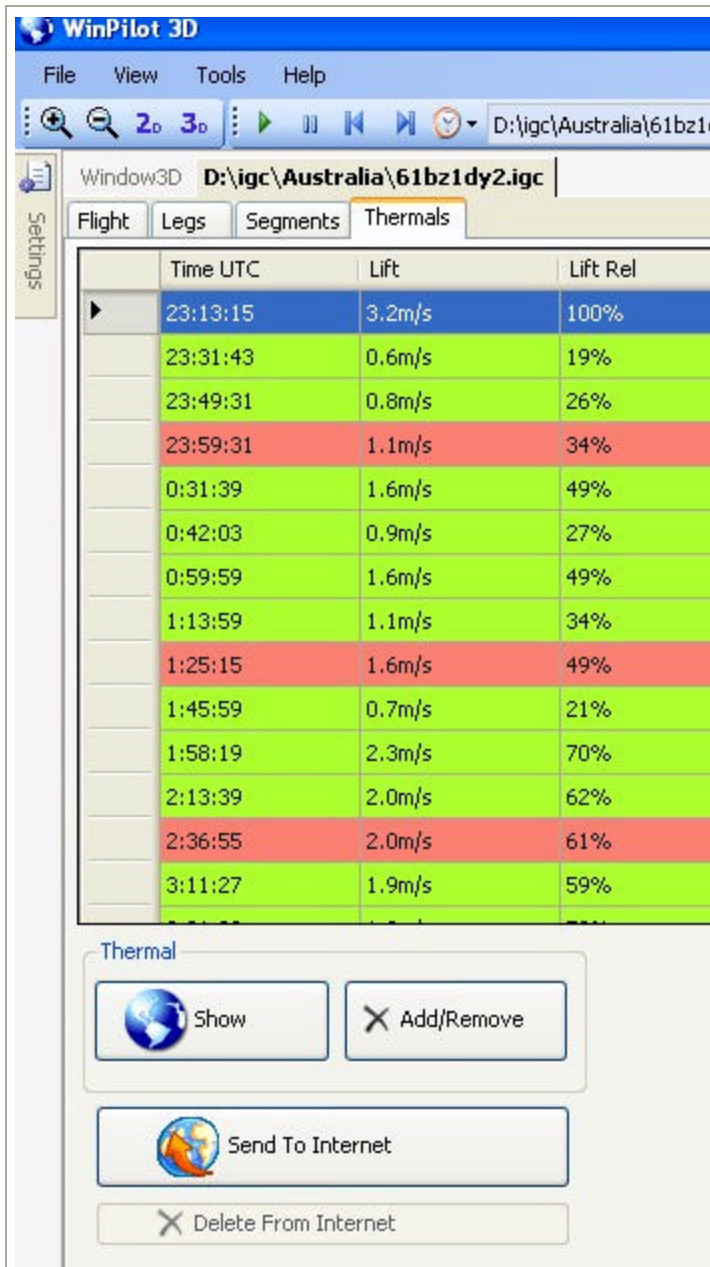 WinPilot 3D
File View Tools Help
2D 3D D:\igc\Australia\61bz1
Window3D D:\igc\Australia\61bz1dy2.igc
Settings
Flight Legs Segments Thermals
Time UTC Lift Lift Rel
23:13:15 3.2m/s 100%
23:31:43 0.6m/s 19%
23:49:31 0.8m/s 26%
23:59:31 1.1m/s 34%
0:31:39 1.6m/s 49%
0:42:03 0.9m/s 27%
0:59:59 1.6m/s 49%
1:13:59 1.1m/s 34%
1:25:15 1.6m/s 49%
1:45:59 0.7m/s 21%
1:58:19 2.3m/s 70%
2:13:39 2.0m/s 62%
2:36:55 2.0m/s 61%
3:11:27 1.9m/s 59%
Thermal
Show Add/Remove
Send To Internet
Delete From Internet